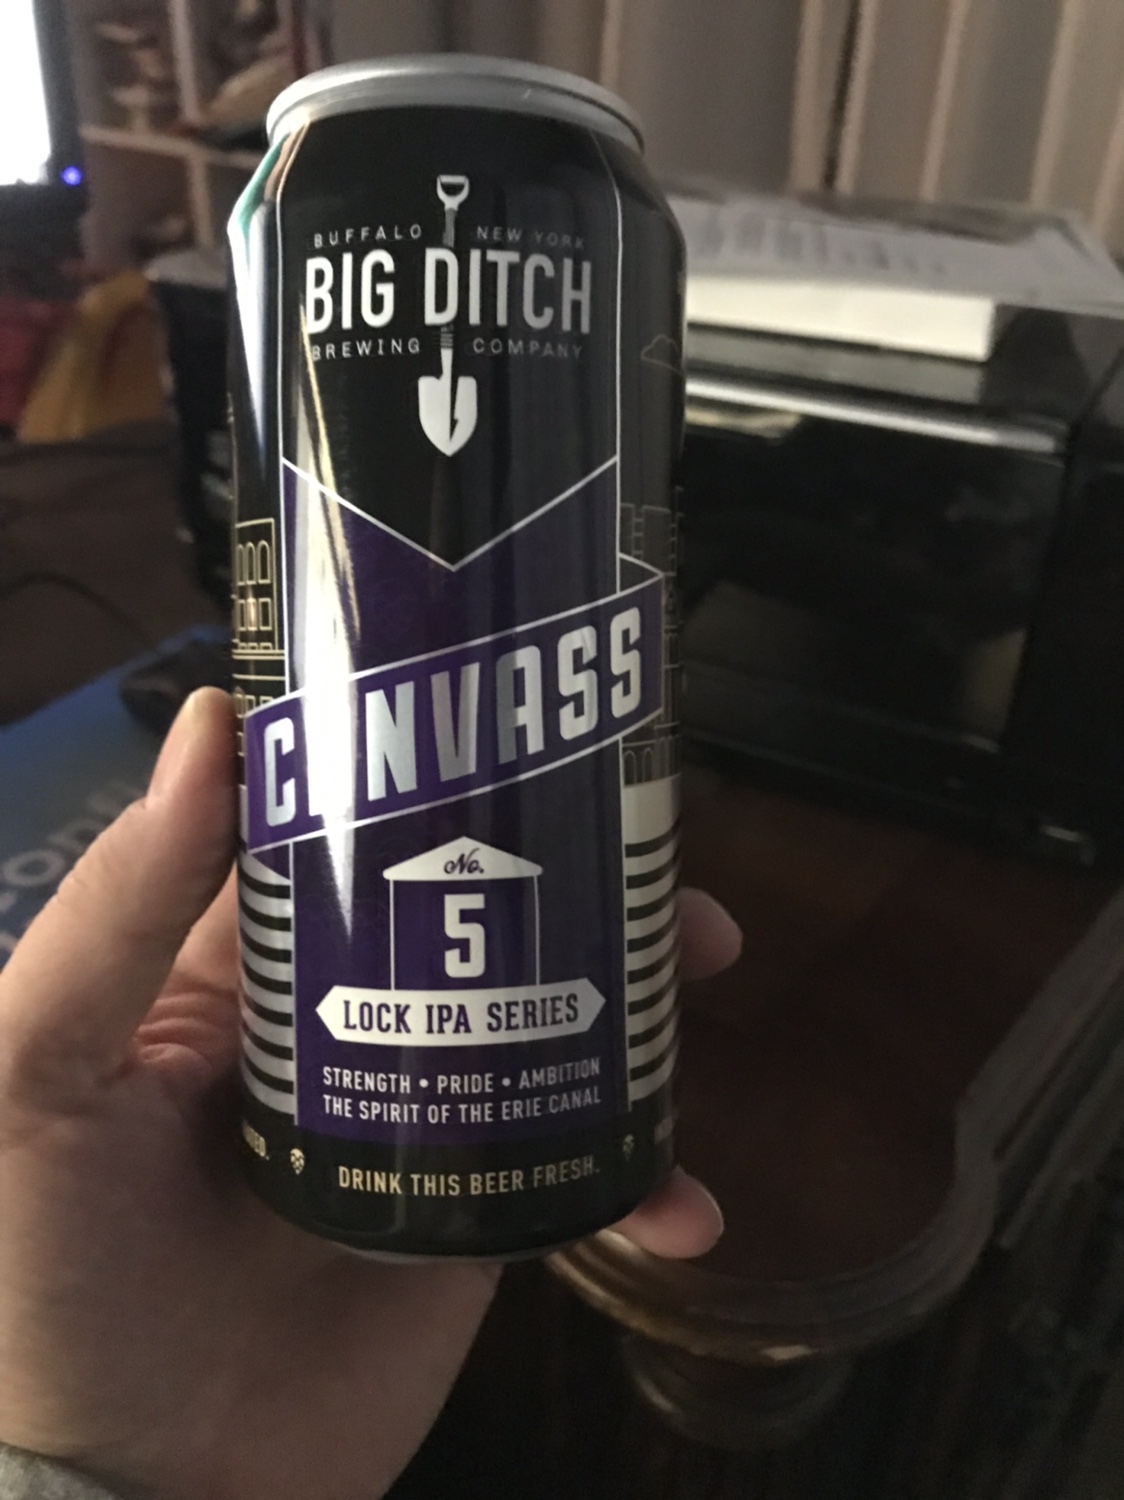 BUFFALO NEW YORK
BIG DITCH
BREWING COMPANY
CANVASS
No.
5
LOCK IPA SERIES
STRENGTH • PRIDE • AMBITION
THE SPIRIT OF THE ERIE CANAL
DRINK THIS BEER FRESH.